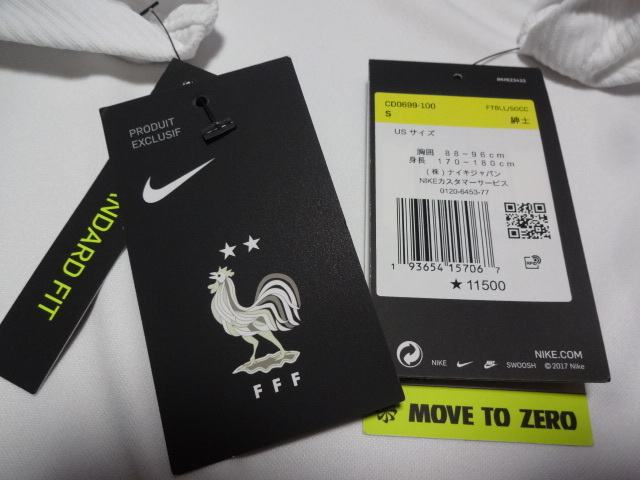 PRODUIT
EXCLUSIF
FFF
NDARD FIT
CD0699-100
FTBLL/SOCC
S
紳士
US サイズ
胸囲 88~96cm
身長 170~180cm
(株)ナイキジャパン
NIKEカスタマーサービス
0120-6453-77
1 93654 15706 7
RFID
★11500
NIKE.COM
NIKE
SWOOSH ©2017 Nike
MOVE TO ZERO